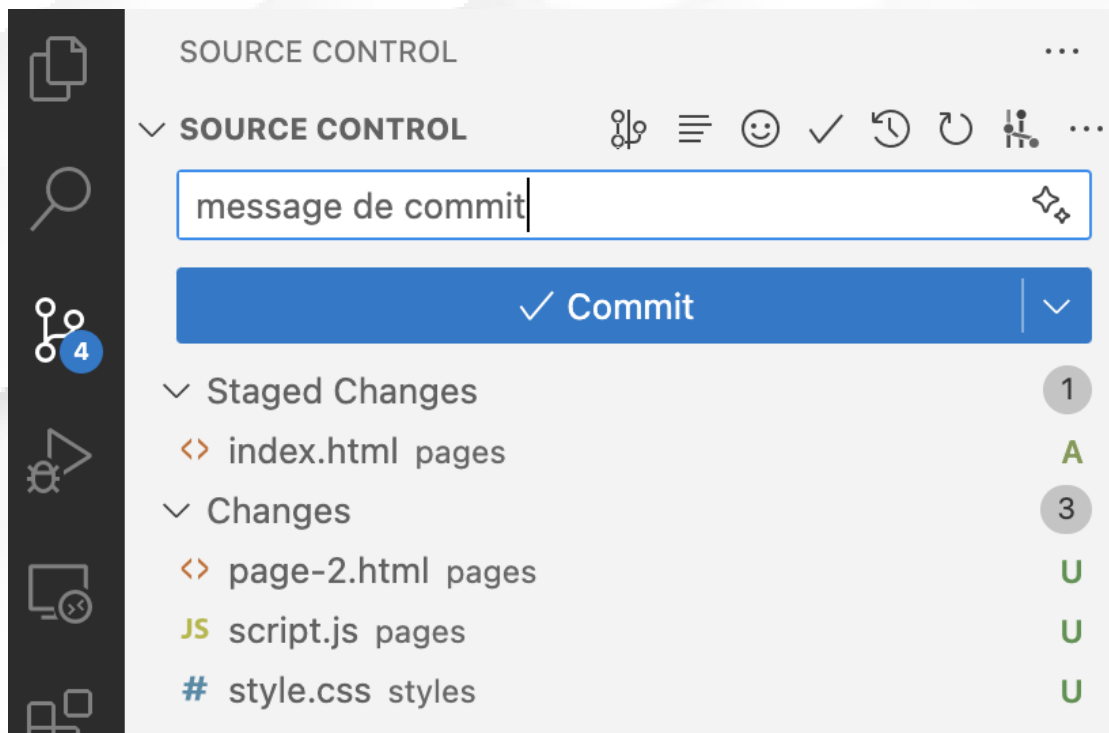 SOURCE CONTROL
SOURCE CONTROL
message de commit
Commit
4
Staged Changes 1
<> index.html pages A
Changes 3
<> page-2.html pages U
JS script.js pages U
# style.css styles U